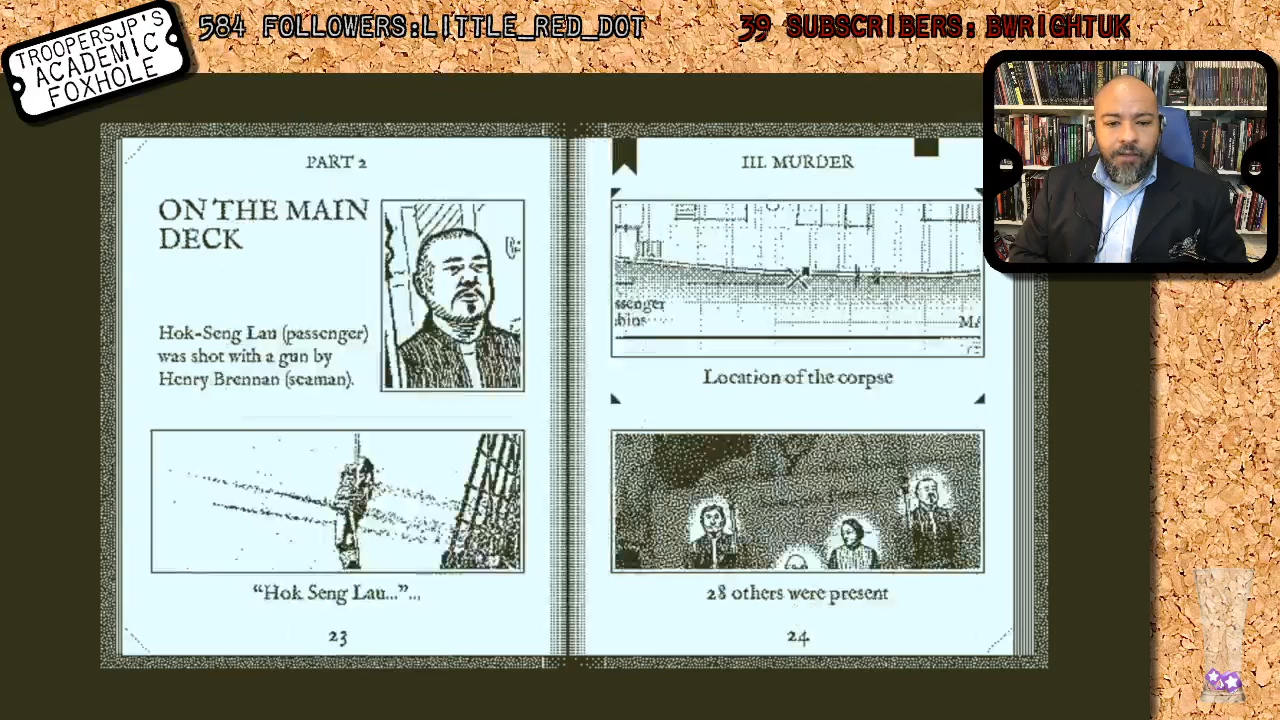 TROOPERSJP'S
ACADEMIC
FOXHOLE
584 FOLLOWERS:LITTLE_RED_DOT
39 SUBSCRIBERS: BWRIGHTUK
PART 2
ON THE MAIN
DECK
Hok-Seng Lau (passenger)
was shot with a gun by
Henry Brennan (seaman).
"Hok Seng Lau..."...
23
III. MURDER
Location of the corpse
28 others were present
24